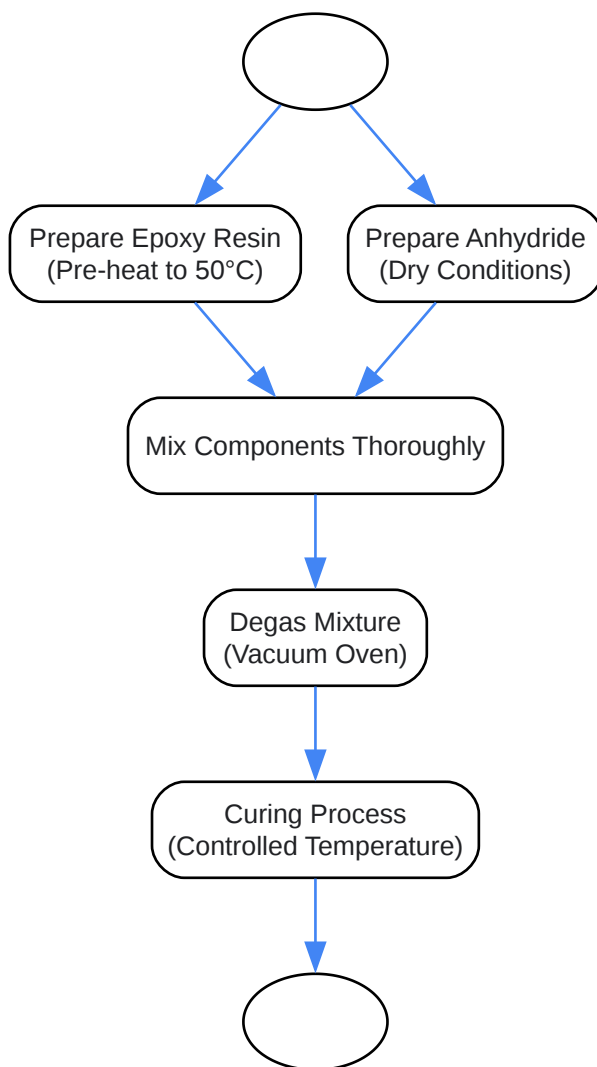 Prepare Epoxy Resin
(Pre-heat to 50°C)
Prepare Anhydride
(Dry Conditions)
Mix Components Thoroughly
Degas Mixture
(Vacuum Oven)
Curing Process
(Controlled Temperature)